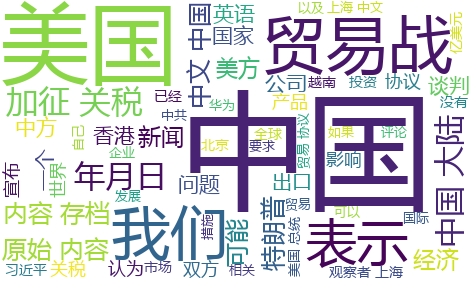 美国
贸易战
中国
我们
表示
英语
国家
以及 上海 中文
亿美元
中文 中国
美方
公司
越南
投资
协议
谈判
加征 关税
已经
华为
产品
没有
中方
中共
自己
香港
新闻
全球
贸易 协议
如果
评论
中国 大陆
宣布
一个
世界
年月日
企业
北京
要求
影响
问题
出口
发展
内容 存档
可能
特朗普
措施
贸易
美国 总统
可以
国际
原始 内容
经济
习近平
关税
认为
市场
双方
相关
观察者 上海